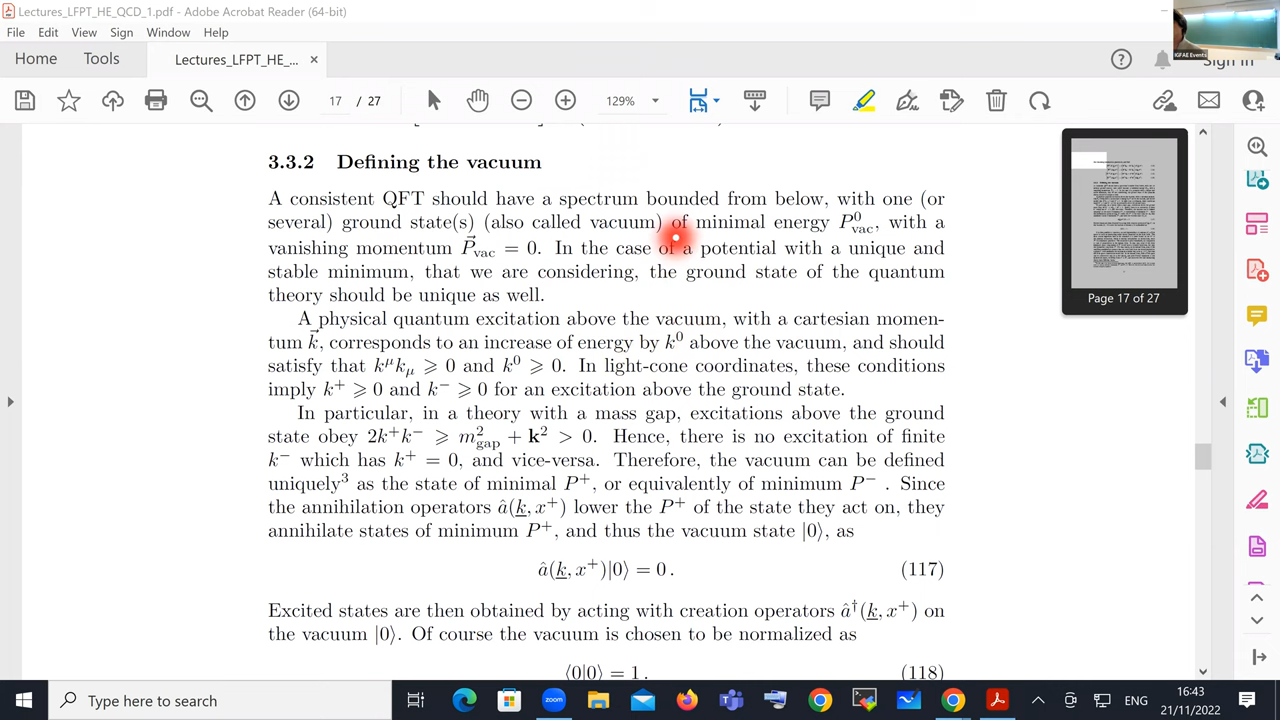 Lectures_LFPT_HE_QCD_1.pdf - Adobe Acrobat Reader (64-bit)
File Edit View Sign Window Help
IGFAE Events
Home Tools Lectures_LFPT_HE_... × Sign In
17 / 27 129%
3.3.2 Defining the vacuum
A consistent QFT should have a spectrum bounded from below, with one (or
several) ground state(s) (also called vacuum) of minimal energy P⁰_vac, with a
vanishing momentum P⃗_vac = 0. In the case of a potential with a unique and
stable minimum, that we are considering, the ground state of the quantum
theory should be unique as well.
A physical quantum excitation above the vacuum, with a cartesian momen-
tum k⃗, corresponds to an increase of energy by k⁰ above the vacuum, and should
satisfy that k^μ k_μ ⩾ 0 and k⁰ ⩾ 0. In light-cone coordinates, these conditions
imply k⁺ ⩾ 0 and k⁻ ⩾ 0 for an excitation above the ground state.
In particular, in a theory with a mass gap, excitations above the ground
state obey 2k⁺k⁻ ⩾ m²_gap + k² > 0. Hence, there is no excitation of finite
k⁻ which has k⁺ = 0, and vice-versa. Therefore, the vacuum can be defined
uniquely³ as the state of minimal P⁺, or equivalently of minimum P⁻ . Since
the annihilation operators â(k, x⁺) lower the P⁺ of the state they act on, they
annihilate states of minimum P⁺, and thus the vacuum state |0⟩, as
â(k, x⁺)|0⟩ = 0 . (117)
Excited states are then obtained by acting with creation operators â†(k, x⁺) on
the vacuum |0⟩. Of course the vacuum is chosen to be normalized as
⟨0|0⟩ = 1 . (118)
Page 17 of 27
Type here to search
zoom
ENG
16:43
21/11/2022